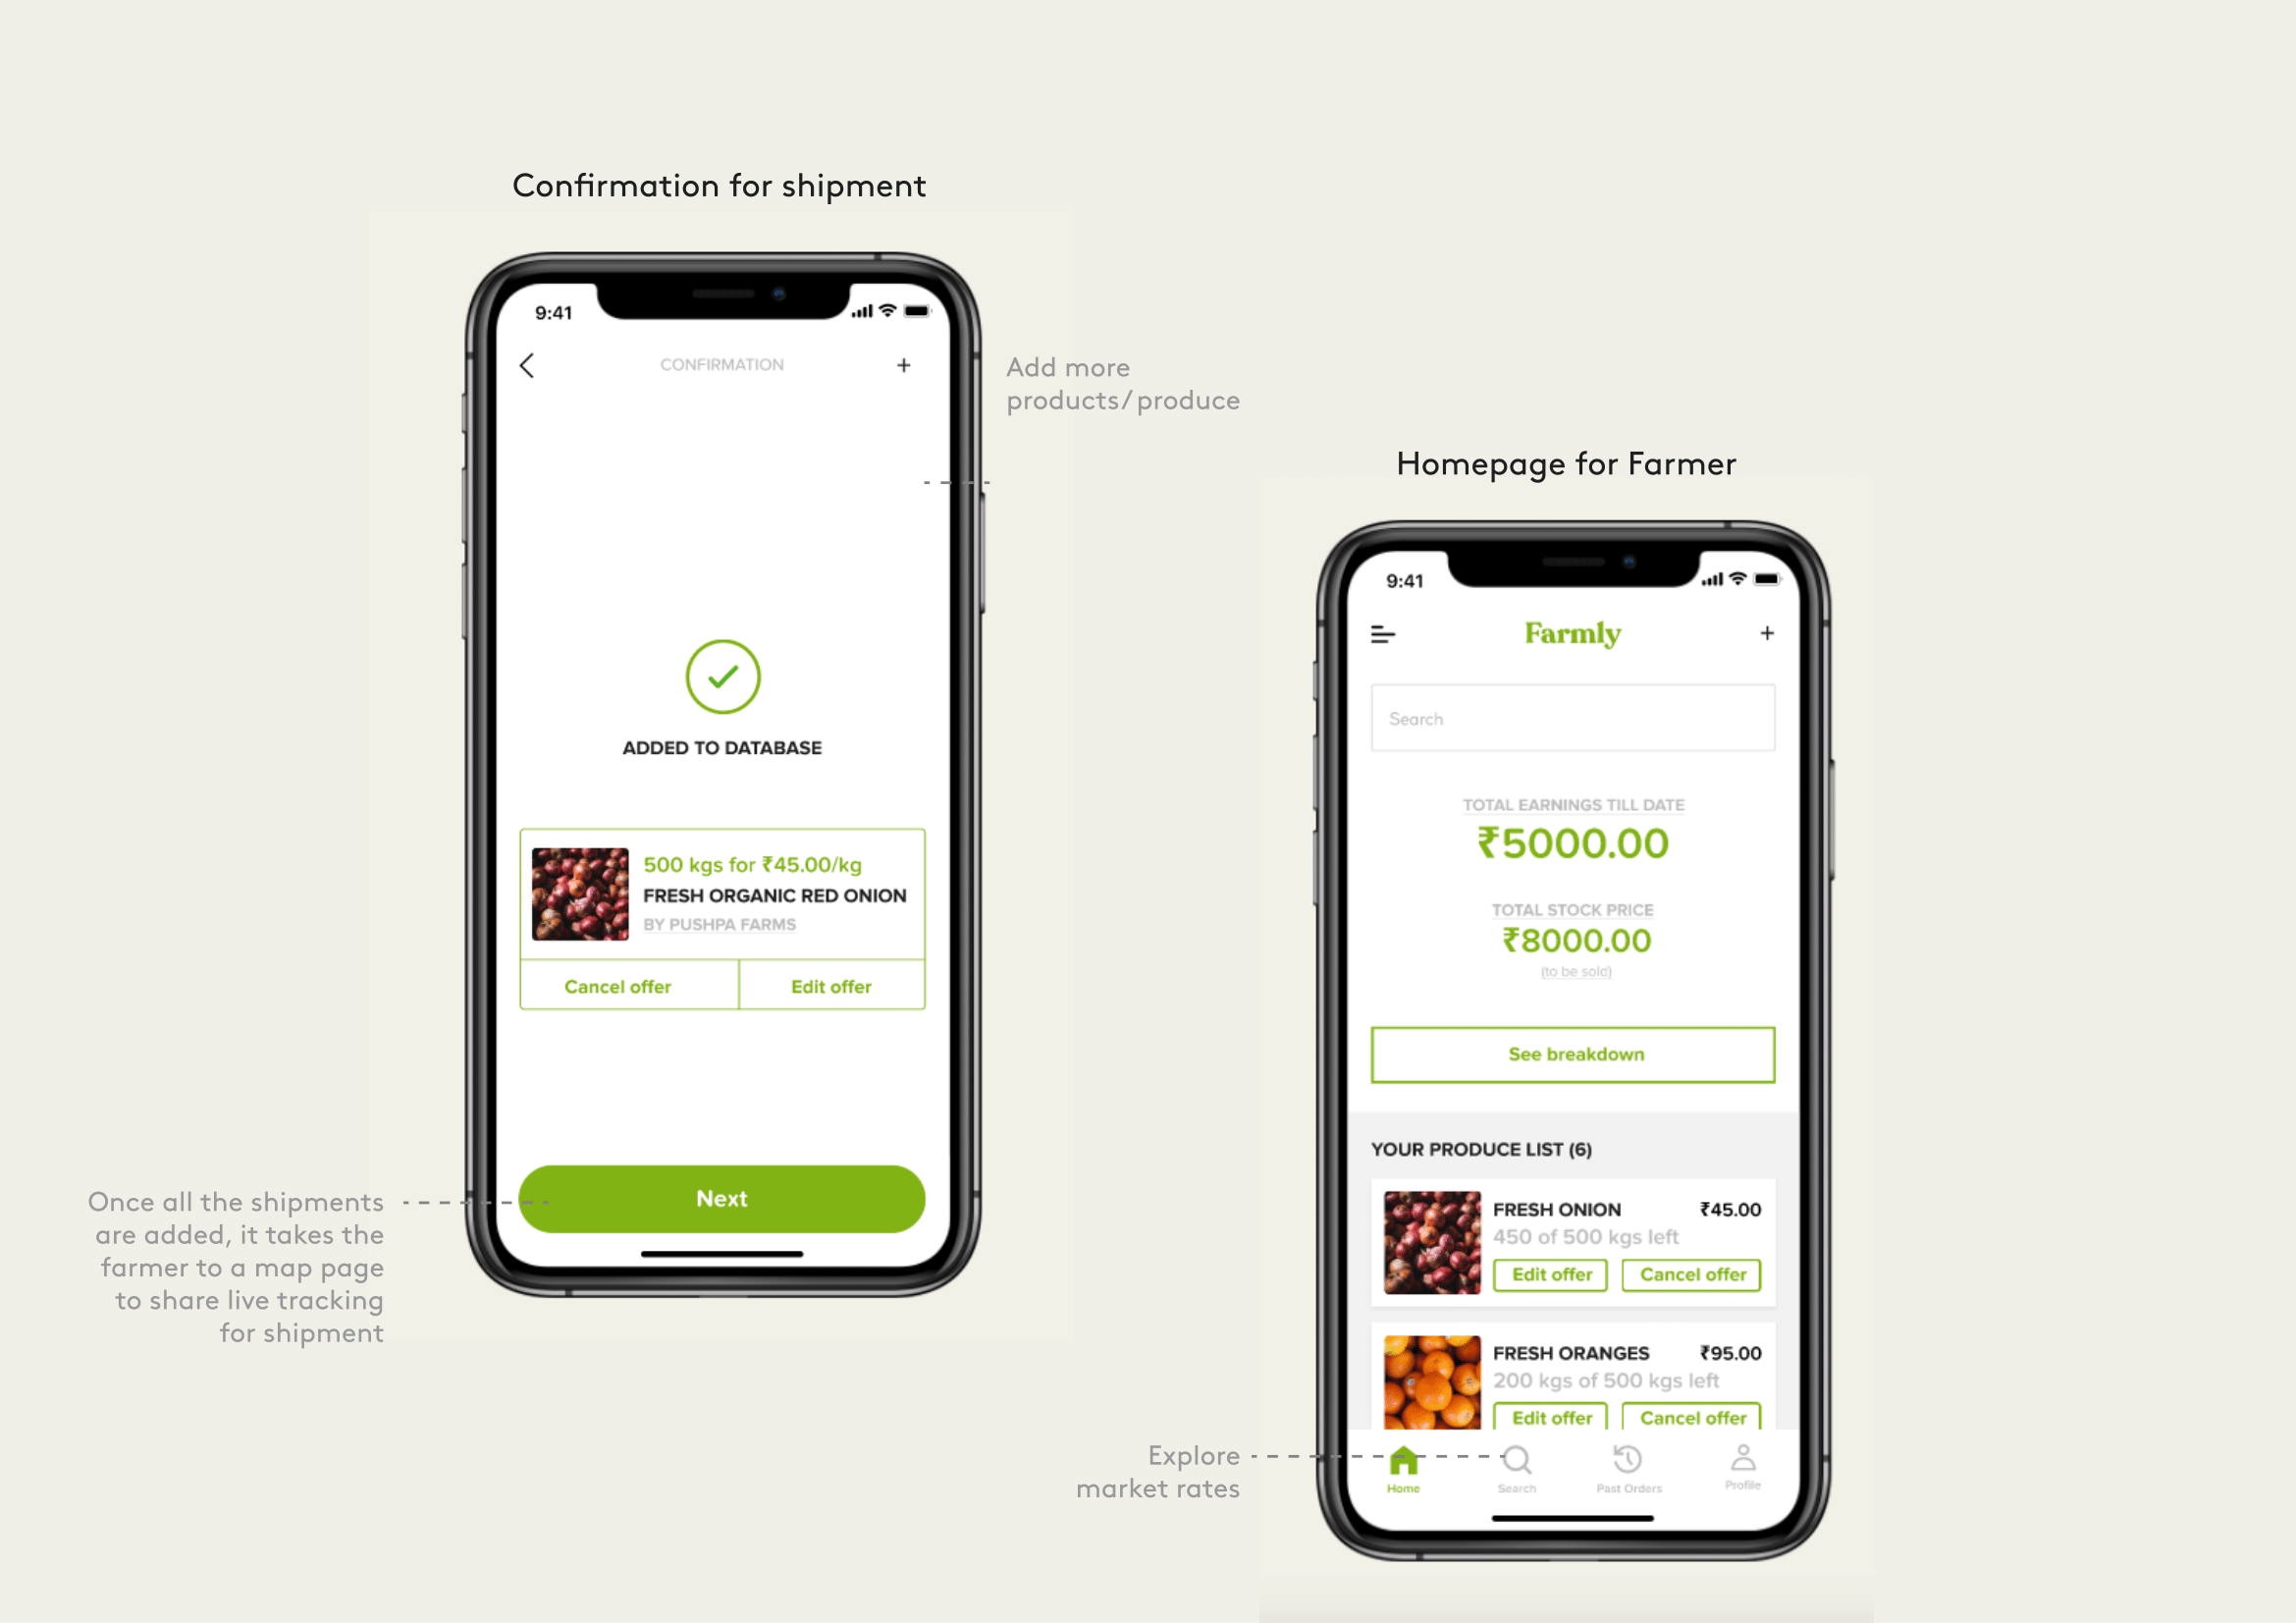 Confirmation for shipment
9:41
CONFIRMATION
+
Add more
products/produce
ADDED TO DATABASE
500 kgs for ₹45.00/kg
FRESH ORGANIC RED ONION
BY PUSHPA FARMS
Cancel offer
Edit offer
Next
Once all the shipments
are added, it takes the
farmer to a map page
to share live tracking
for shipment
Homepage for Farmer
9:41
Farmly
+
Search
TOTAL EARNINGS TILL DATE
₹5000.00
TOTAL STOCK PRICE
₹8000.00
(to be sold)
See breakdown
YOUR PRODUCE LIST (6)
FRESH ONION ₹45.00
450 of 500 kgs left
Edit offer Cancel offer
FRESH ORANGES ₹95.00
200 kgs of 500 kgs left
Edit offer Cancel offer
Explore
market rates
Home Search Past Orders Profile